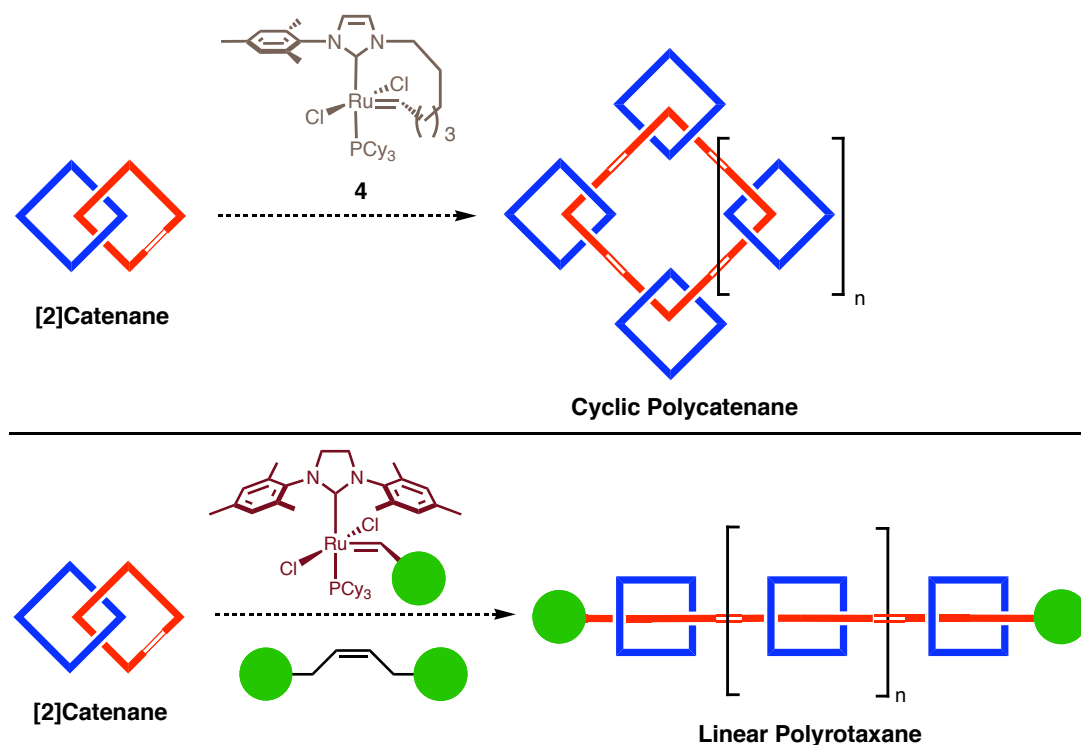 N N
Cl
Ru
Cl
( ) 3
PCy3
4
[2]Catenane
n
Cyclic Polycatenane
N N
Cl
Ru
Cl
PCy3
[2]Catenane
n
Linear Polyrotaxane